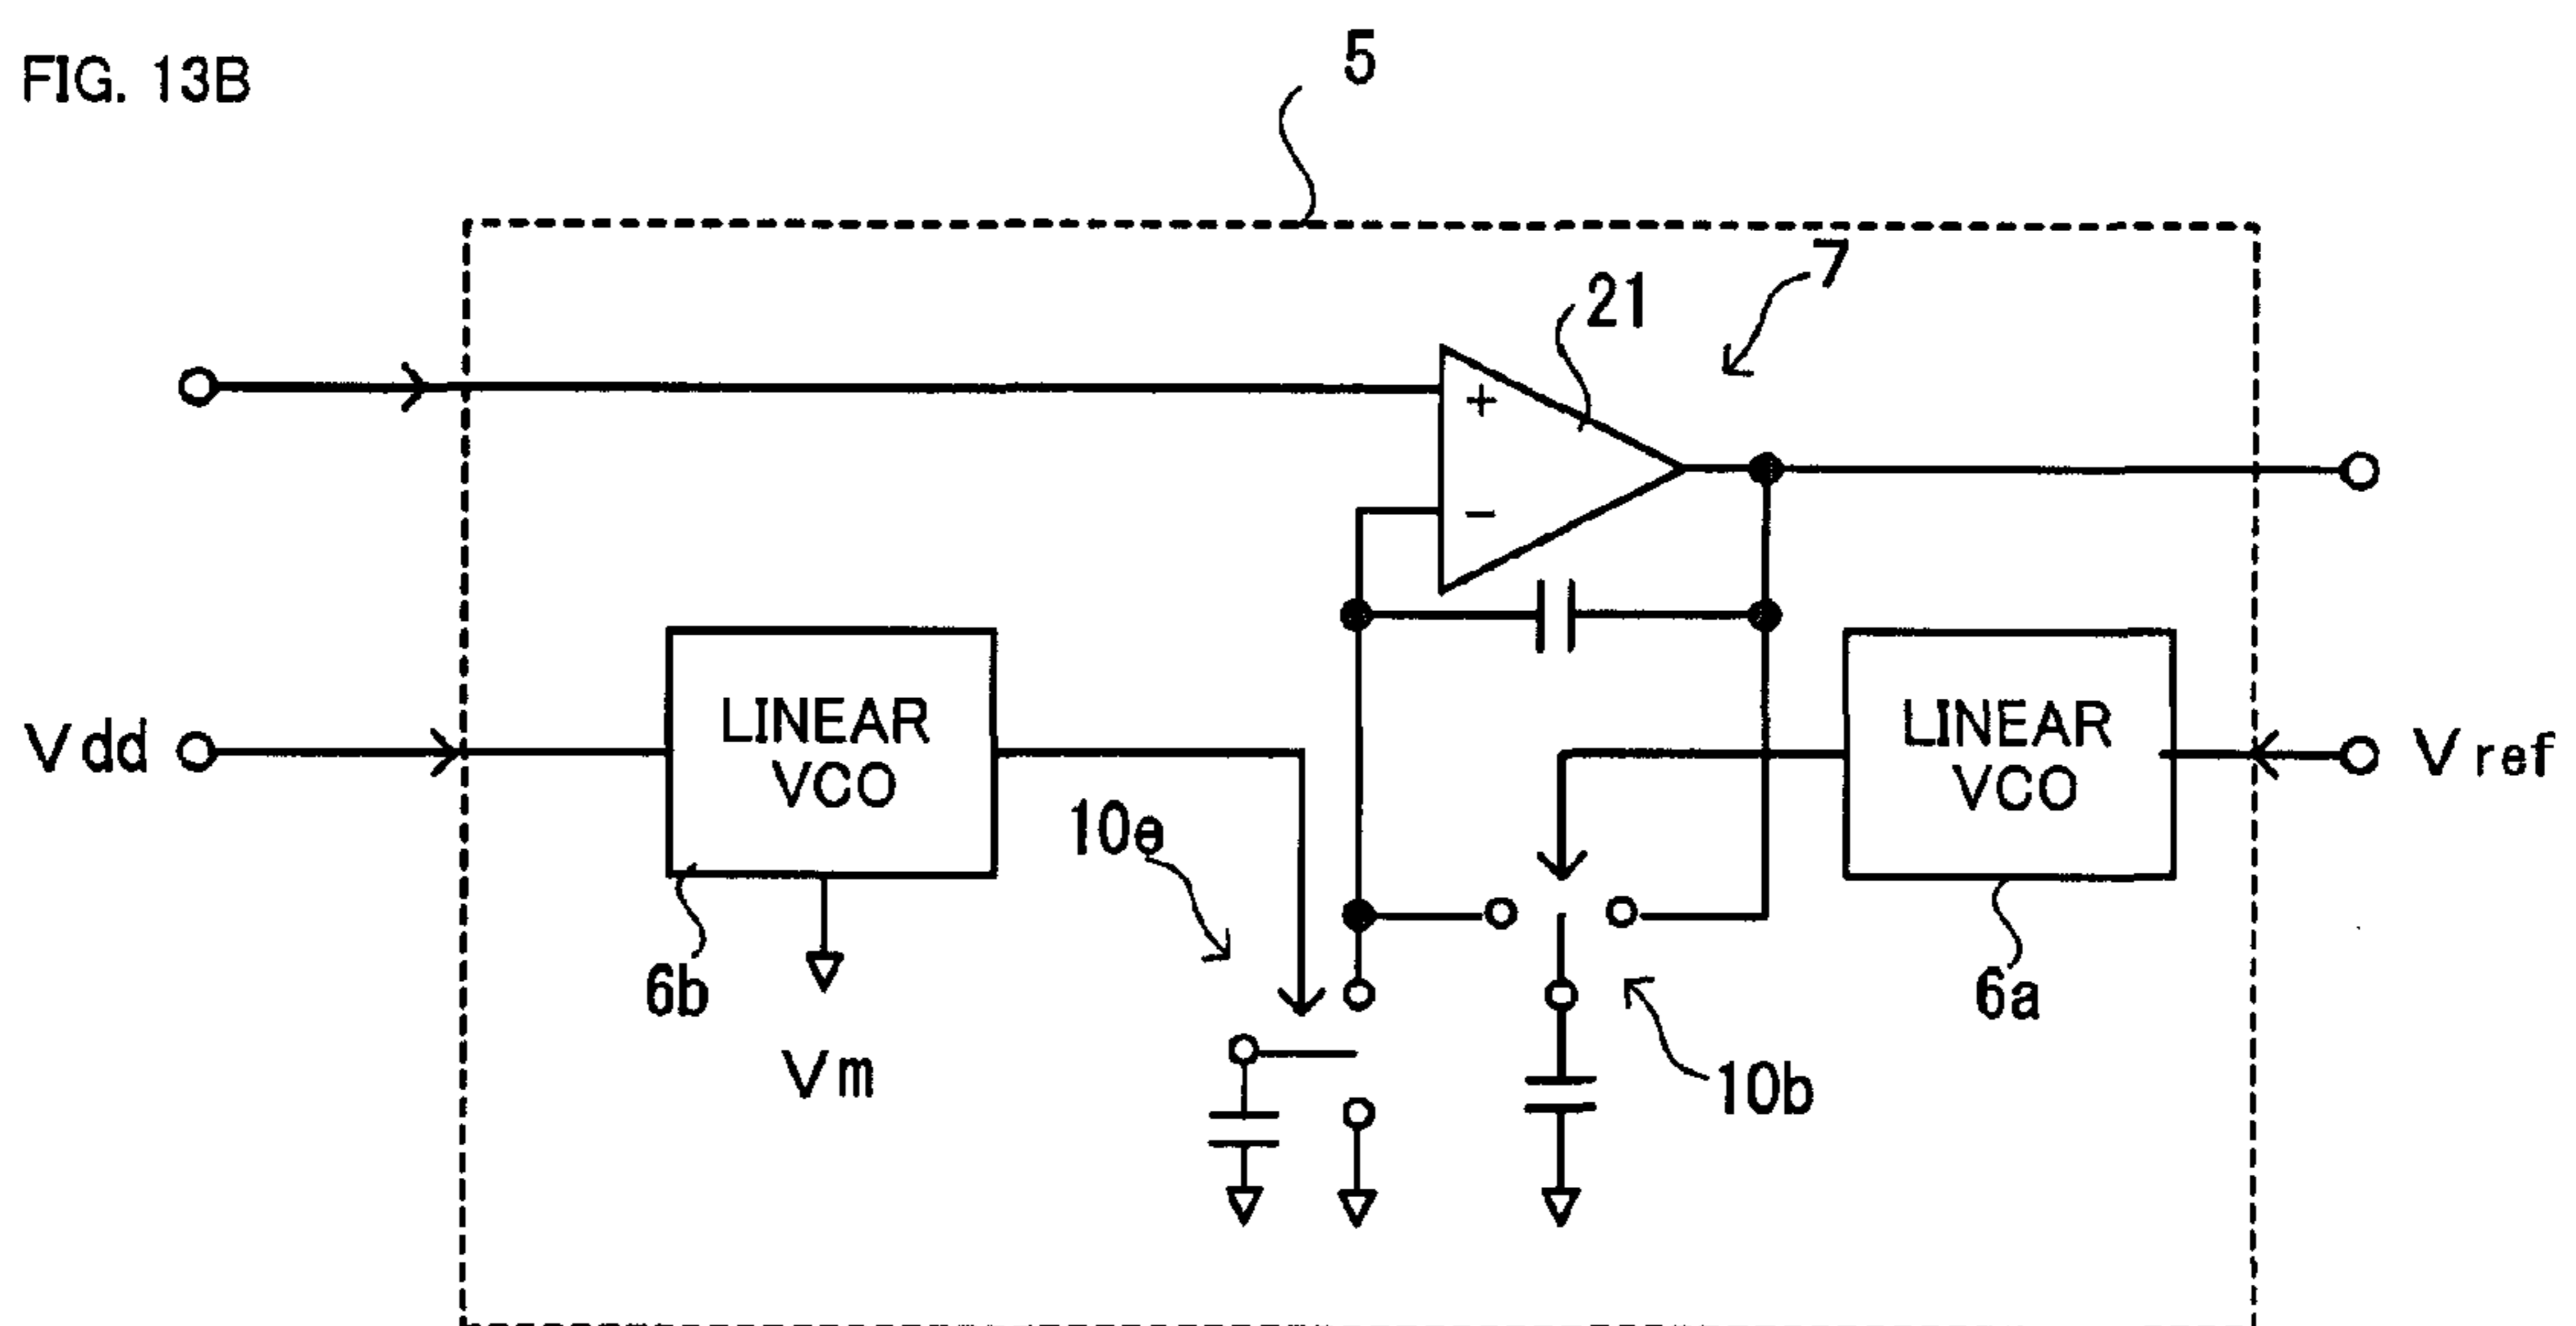 FIG. 13B
5
7
21
+
−
Vdd
LINEAR
VCO
LINEAR
VCO
Vref
10e
6b
6a
Vm
10b